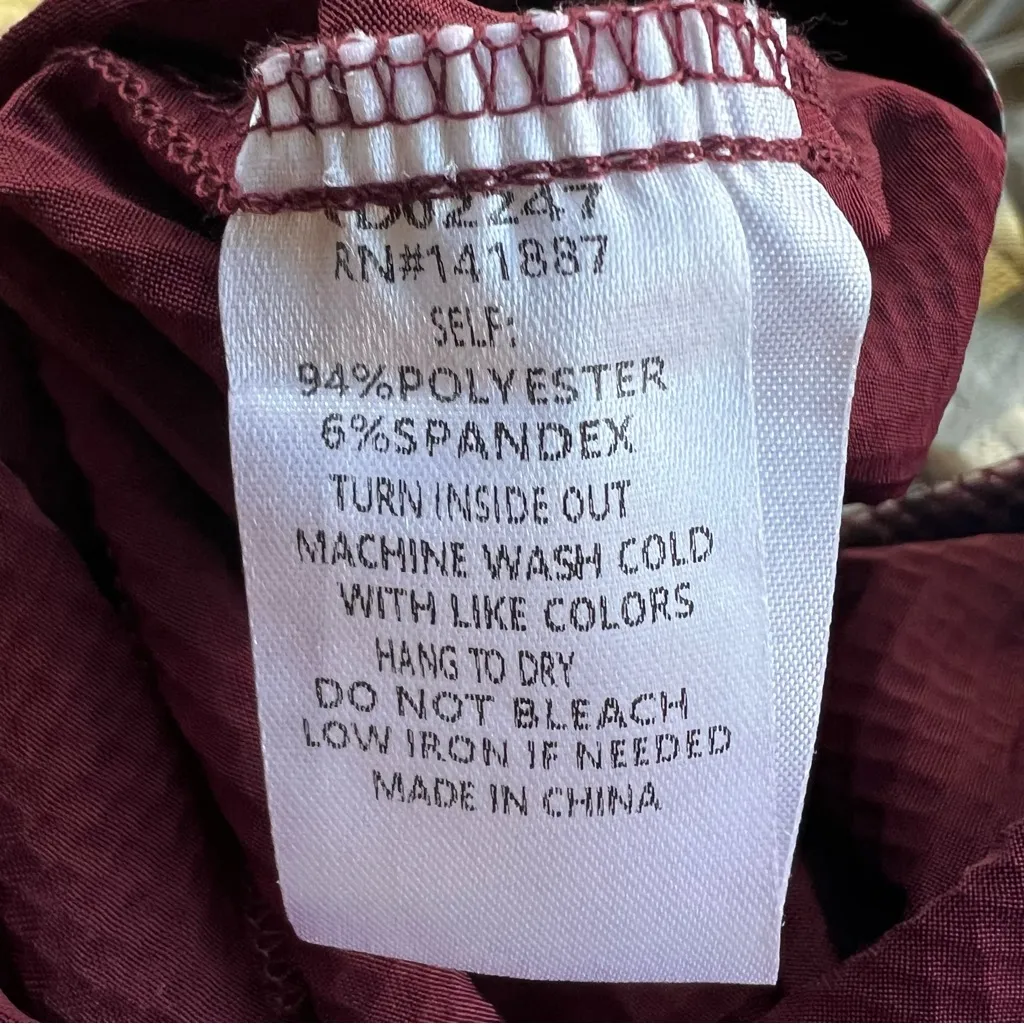 RN#141887
SELF:
94%POLYESTER
6%SPANDEX
TURN INSIDE OUT
MACHINE WASH COLD
WITH LIKE COLORS
HANG TO DRY
DO NOT BLEACH
LOW IRON IF NEEDED
MADE IN CHINA